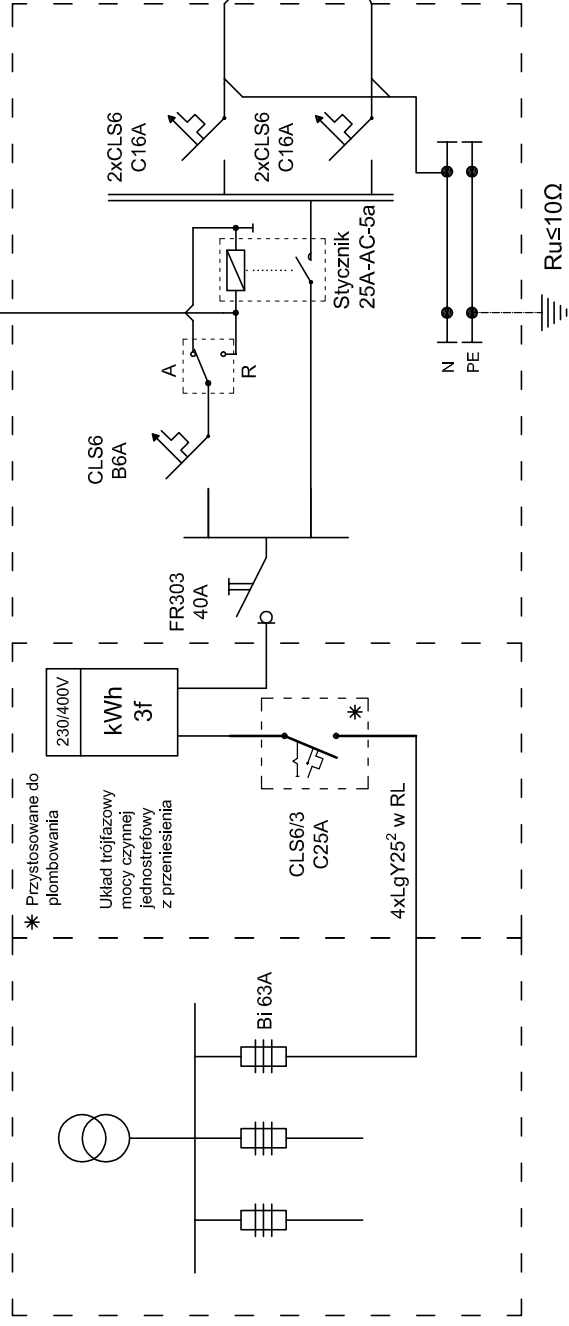 ✳ Przystosowane do
plombowania
Układ trójfazowy
mocy czynnej
jednostrefowy
z przeniesienia
230/400V
kWh
3f
Bi 63A
CLS6/3
C25A
✳
4xLgY25² w RL
FR303
40A
CLS6
B6A
A
R
Stycznik
25A-AC-5a
2xCLS6
C16A
2xCLS6
C16A
N
PE
Ru≤10Ω